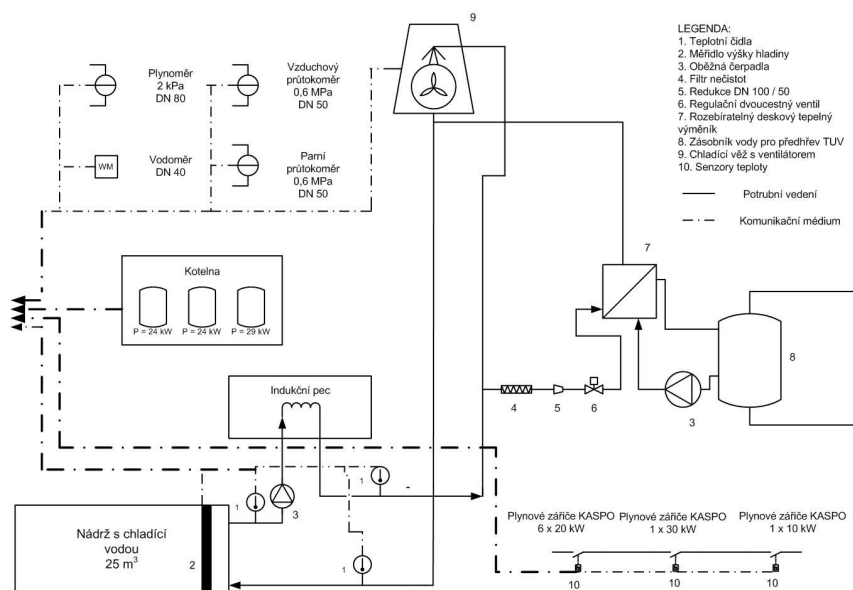 9
Plynoměr
2 kPa
DN 80
Vzduchový
průtokoměr
0,6 MPa
DN 50
WM
Vodoměr
DN 40
Parní
průtokoměr
0,6 MPa
DN 50
LEGENDA:
1. Teplotní čidla
2. Měřidlo výšky hladiny
3. Oběžná čerpadla
4. Filtr nečistot
5. Redukce DN 100 / 50
6. Regulační dvoucestný ventil
7. Rozebíratelný deskový tepelný
výměník
8. Zásobník vody pro předhřev TUV
9. Chladící věž s ventilátorem
10. Senzory teploty
Potrubní vedení
Komunikační médium
Kotelna
P = 24 kW
P = 24 kW
P = 29 kW
7
8
3
4
5
6
Indukční pec
1
1
3
-
Nádrž s chladící
vodou
25 m³
2
1
Plynové zářiče KASPO
6 x 20 kW
Plynové zářiče KASPO
1 x 30 kW
Plynové zářiče KASPO
1 x 10 kW
10
10
10